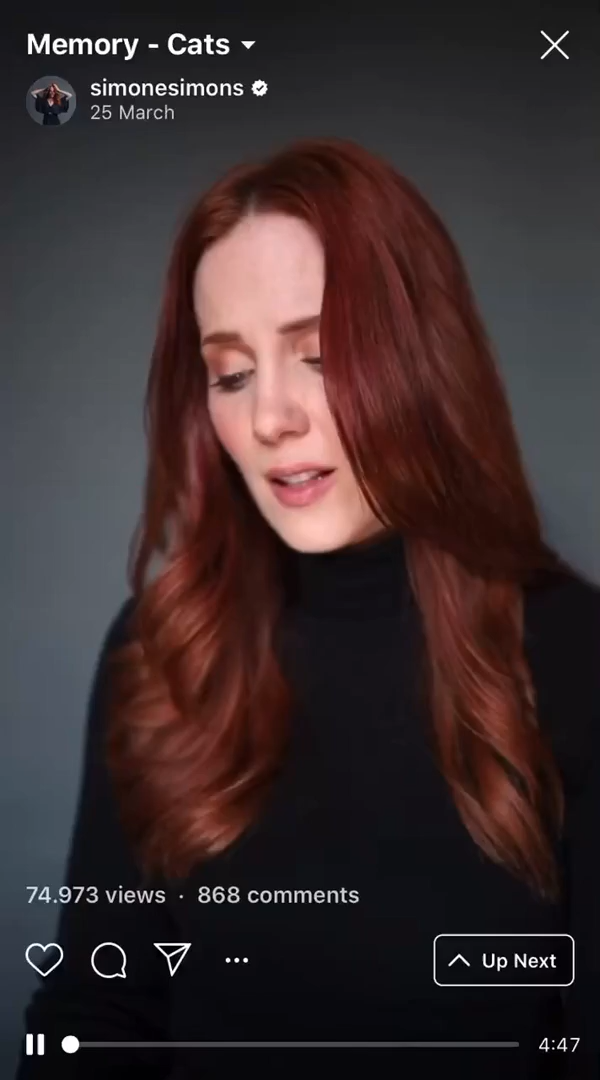 Memory - Cats
simonesimons
25 March
74.973 views · 868 comments
Up Next
4:47